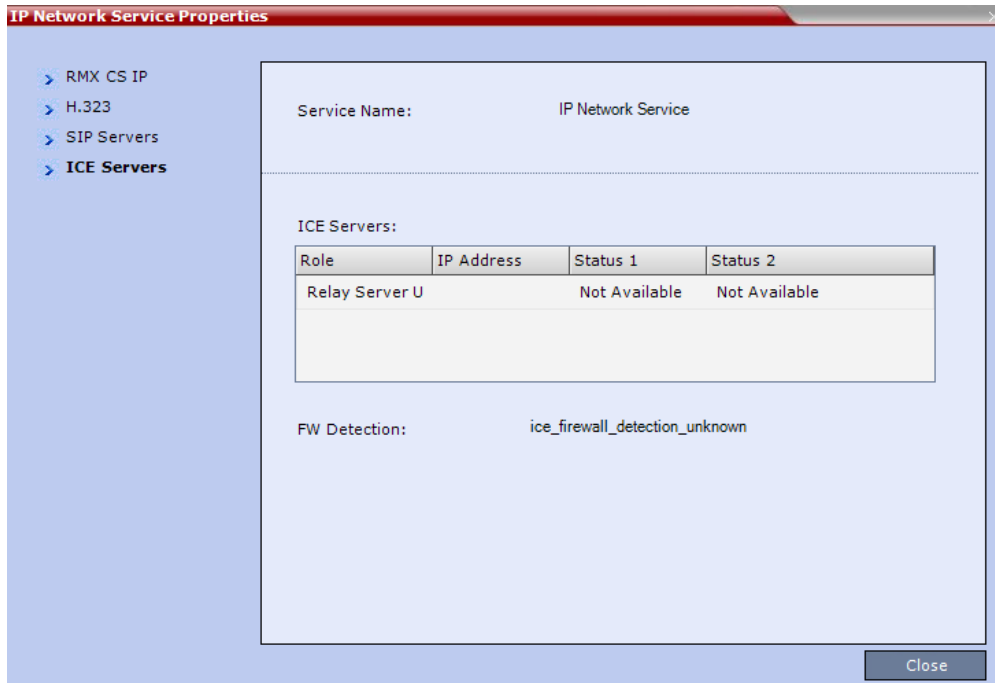 IP Network Service Properties
RMX CS IP
H.323
SIP Servers
ICE Servers
Service Name: IP Network Service
ICE Servers:
Role IP Address Status 1 Status 2
Relay Server U Not Available Not Available
FW Detection: ice_firewall_detection_unknown
Close